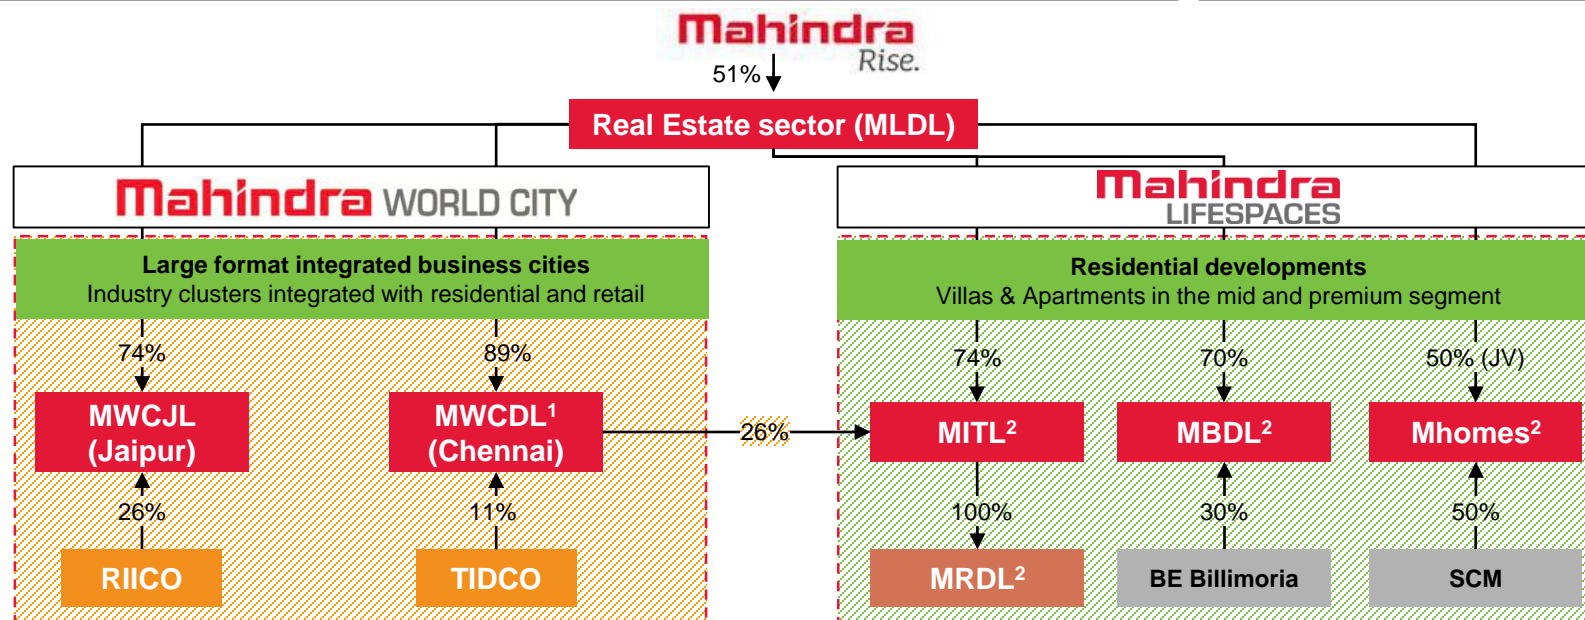 Mahindra
Rise.
51%
Real Estate sector (MLDL)
Mahindra WORLD CITY
Mahindra
LIFESPACES
Large format integrated business cities
Industry clusters integrated with residential and retail
Residential developments
Villas & Apartments in the mid and premium segment
74%
89%
74%
70%
50% (JV)
MWCJL
(Jaipur)
MWCDL¹
(Chennai)
26%
MITL²
MBDL²
Mhomes²
26%
11%
100%
30%
50%
RIICO
TIDCO
MRDL²
BE Billimoria
SCM